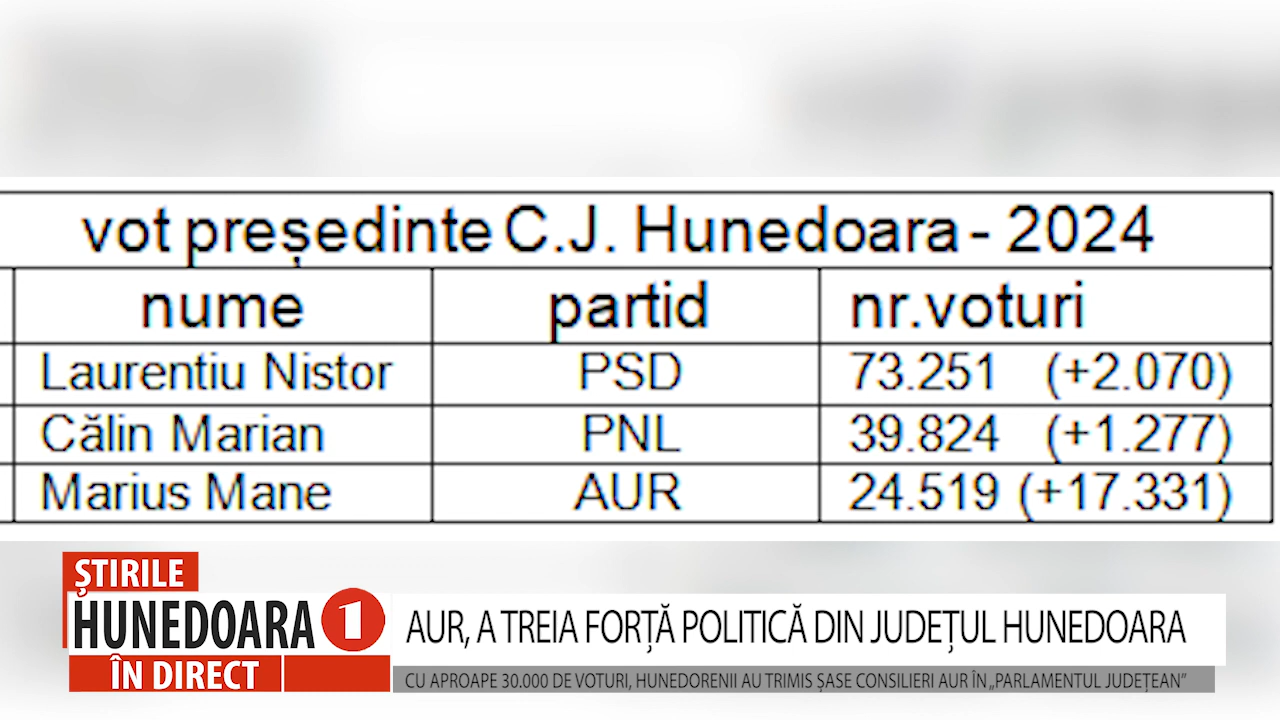 vot președinte C.J. Hunedoara - 2024
nume partid nr.voturi
Laurentiu Nistor PSD 73.251 (+2.070)
Călin Marian PNL 39.824 (+1.277)
Marius Mane AUR 24.519 (+17.331)
ȘTIRILE
HUNEDOARA 1
ÎN DIRECT
AUR, A TREIA FORȚĂ POLITICĂ DIN JUDEȚUL HUNEDOARA
CU APROAPE 30.000 DE VOTURI, HUNEDORENII AU TRIMIS ȘASE CONSILIERI AUR ÎN „PARLAMENTUL JUDEȚEAN”